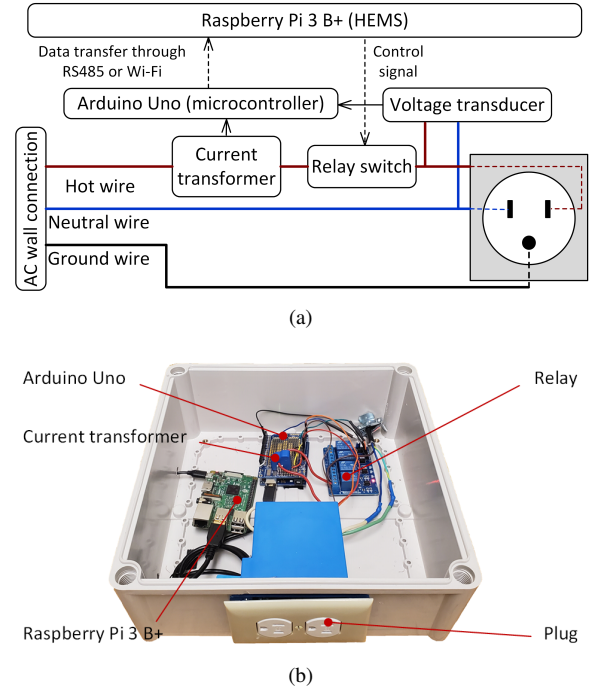 Raspberry Pi 3 B+ (HEMS)
Data transfer through
RS485 or Wi-Fi
Control
signal
Arduino Uno (microcontroller)
Voltage transducer
AC wall connection
Current
transformer
Relay switch
Hot wire
Neutral wire
Ground wire
(a)
Arduino Uno
Relay
Current transformer
Raspberry Pi 3 B+
Plug
(b)